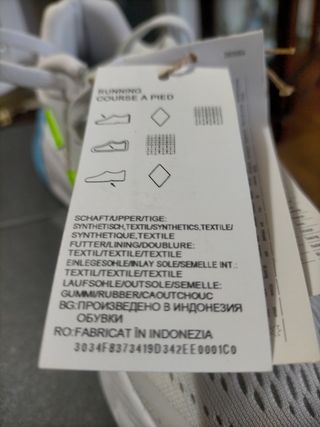 RUNNING
COURSE A PIED
SCHAFT/UPPER/TIGE:
SYNTHETISCH,TEXTIL/SYNTHETICS,TEXTILE/
SYNTHETIQUE,TEXTILE
FUTTER/LINING/DOUBLURE:
TEXTIL/TEXTILE/TEXTILE
EINLEGESOHLE/INLAY SOLE/SEMELLE INT.:
TEXTIL/TEXTILE/TEXTILE
LAUFSOHLE/OUTSOLE/SEMELLE
GUMMI/RUBBER/CAOUTCHOUC
BG:ПРОИЗВЕДЕНО В ИНДОНЕЗИЯ
ОБУВКИ
RO:FABRICAT ÎN INDONEZIA
3034F8373419D342EE0001C0